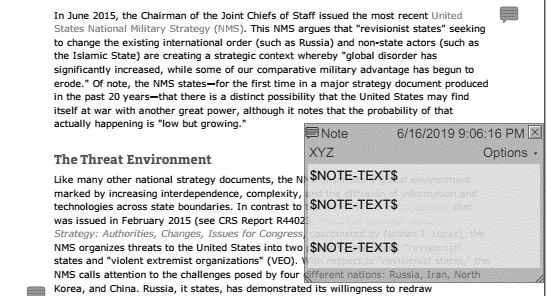 In June 2015, the Chairman of the Joint Chiefs of Staff issued the most recent United
States National Military Strategy (NMS). This NMS argues that "revisionist states" seeking
to change the existing international order (such as Russia) and non-state actors (such as
the Islamic State) are creating a strategic context whereby "global disorder has
significantly increased, while some of our comparative military advantage has begun to
erode." Of note, the NMS states—for the first time in a major strategy document produced
in the past 20 years—that there is a distinct possibility that the United States may find
itself at war with another great power, although it notes that the probability of that
actually happening is "low but growing."
Note 6/16/2019 9:06:16 PM
XYZ Options
$NOTE-TEXT$
$NOTE-TEXT$
$NOTE-TEXT$
The Threat Environment
Like many other national strategy documents, the N environment
marked by increasing interdependence, complexity, and the diffusion of information and
technologies across state boundaries. In contrast to t that
was issued in February 2015 (see CRS Report R4402
Strategy: Authorities, Changes, Issues for Congress, coordinated by Nathan J. Lucas), the
NMS organizes threats to the United States into two "revisionist"
states and "violent extremist organizations" (VEO). With respect to "revisionist states," the
NMS calls attention to the challenges posed by four different nations: Russia, Iran, North
Korea, and China. Russia, it states, has demonstrated its willingness to redraw